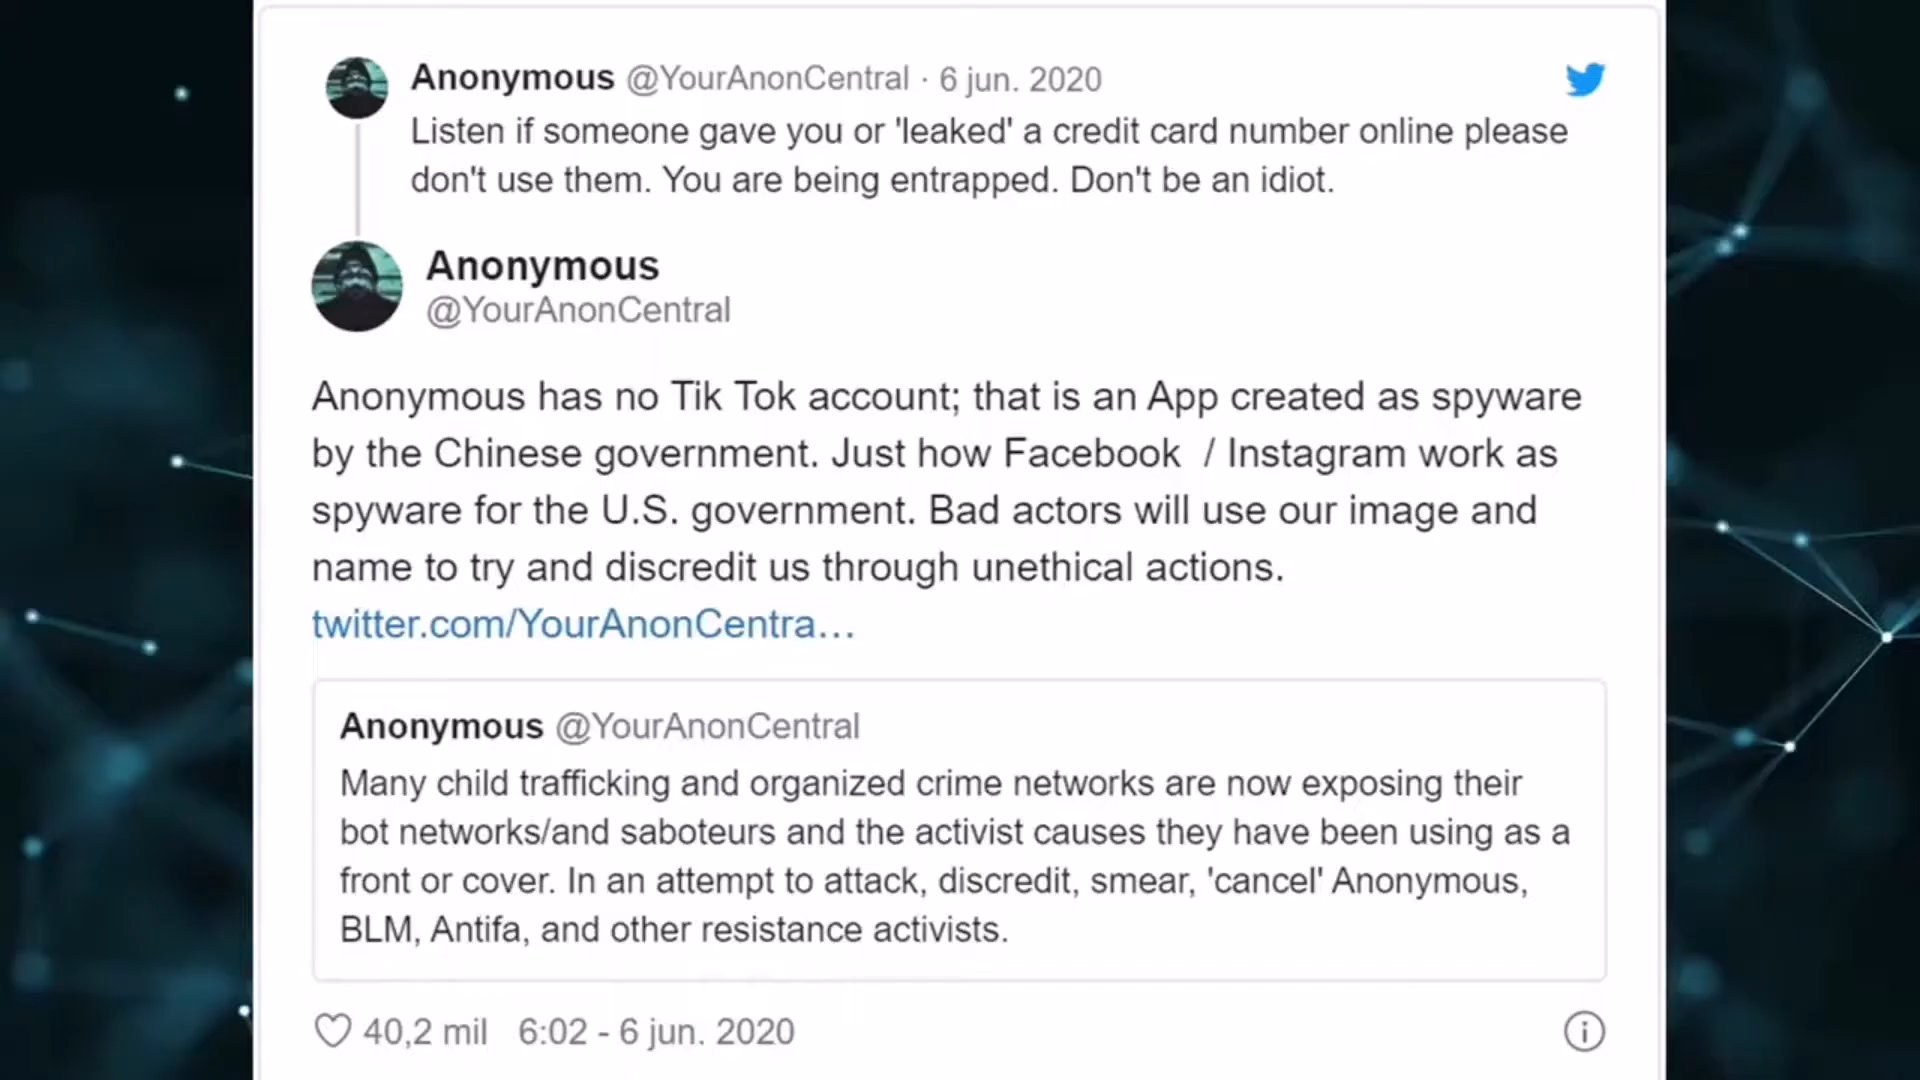 Anonymous @YourAnonCentral · 6 jun. 2020
Listen if someone gave you or 'leaked' a credit card number online please
don't use them. You are being entrapped. Don't be an idiot.
Anonymous
@YourAnonCentral
Anonymous has no Tik Tok account; that is an App created as spyware
by the Chinese government. Just how Facebook / Instagram work as
spyware for the U.S. government. Bad actors will use our image and
name to try and discredit us through unethical actions.
twitter.com/YourAnonCentra…
Anonymous @YourAnonCentral
Many child trafficking and organized crime networks are now exposing their
bot networks/and saboteurs and the activist causes they have been using as a
front or cover. In an attempt to attack, discredit, smear, 'cancel' Anonymous,
BLM, Antifa, and other resistance activists.
40,2 mil 6:02 - 6 jun. 2020